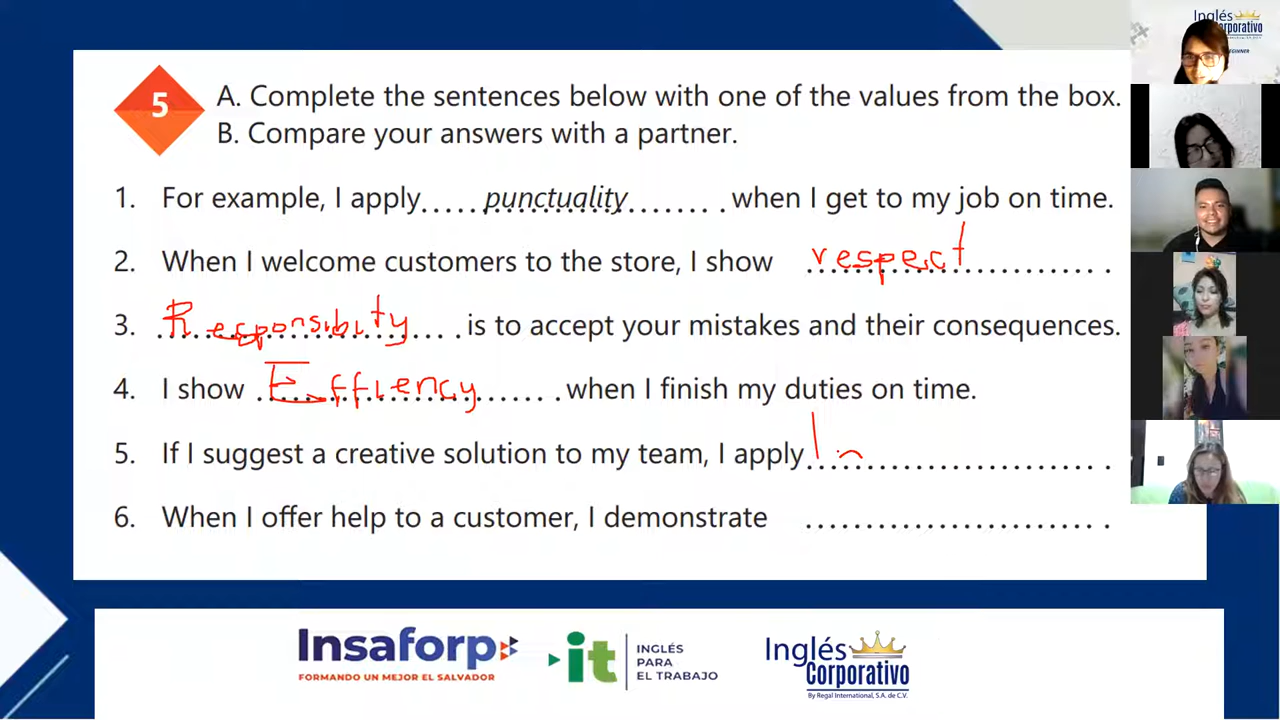 5
A. Complete the sentences below with one of the values from the box.
B. Compare your answers with a partner.
1. For example, I apply.....punctuality........when I get to my job on time.
2. When I welcome customers to the store, I show respect
3. Responsibity is to accept your mistakes and their consequences.
4. I show Effiency when I finish my duties on time.
5. If I suggest a creative solution to my team, I apply In
6. When I offer help to a customer, I demonstrate ..........................
Insaforp
FORMANDO UN MEJOR EL SALVADOR
it
INGLÉS
PARA
EL TRABAJO
Inglés
Corporativo
By Regal International, S.A. de C.V.
Inglés